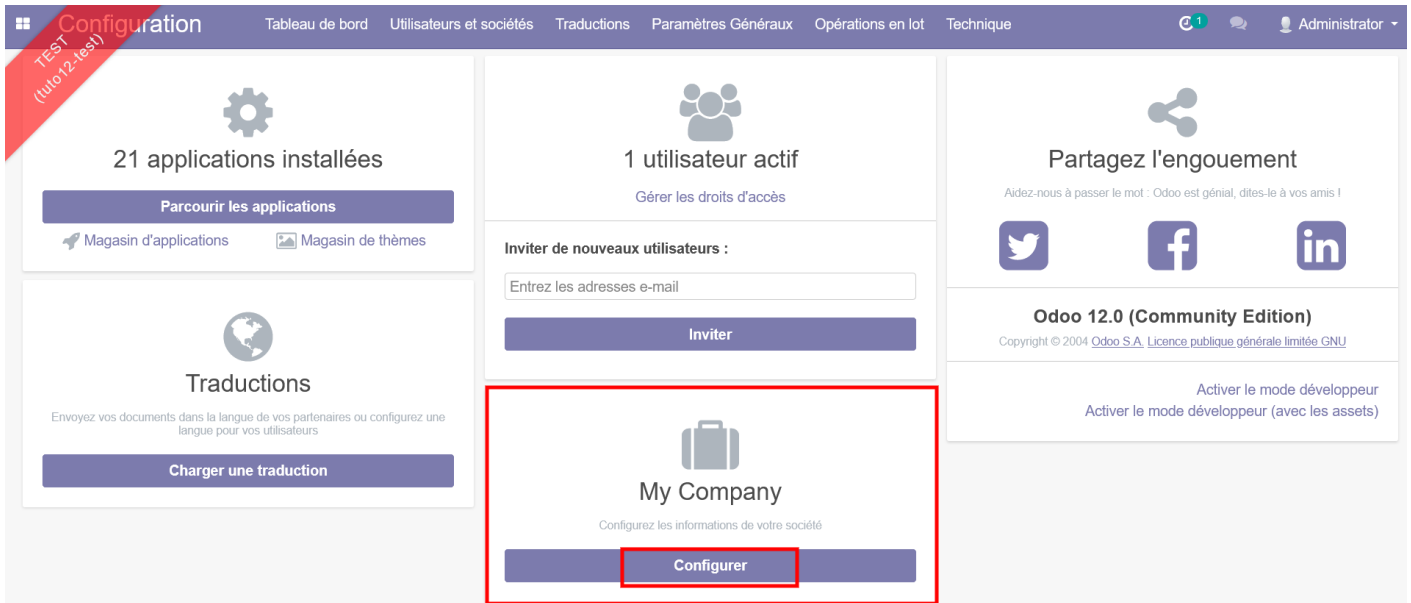 Configuration
Tableau de bord
Utilisateurs et sociétés
Traductions
Paramètres Généraux
Opérations en lot
Technique
1
Administrator
TEST
(tuto12-test)
21 applications installées
Parcourir les applications
Magasin d'applications
Magasin de thèmes
Traductions
Envoyez vos documents dans la langue de vos partenaires ou configurez une
langue pour vos utilisateurs
Charger une traduction
1 utilisateur actif
Gérer les droits d'accès
Inviter de nouveaux utilisateurs :
Entrez les adresses e-mail
Inviter
My Company
Configurez les informations de votre société
Configurer
Partagez l'engouement
Aidez-nous à passer le mot : Odoo est génial, dites-le à vos amis !
Odoo 12.0 (Community Edition)
Copyright © 2004 Odoo S.A. Licence publique générale limitée GNU
Activer le mode développeur
Activer le mode développeur (avec les assets)